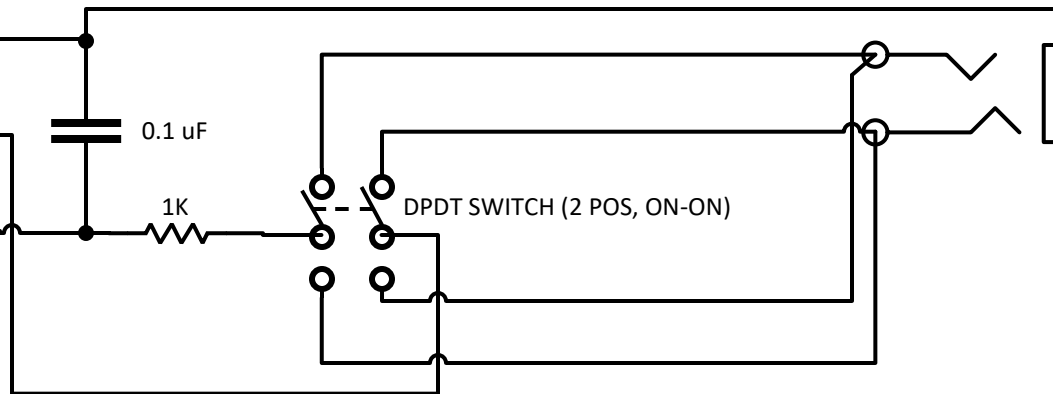 0.1 uF
1K
DPDT SWITCH (2 POS, ON-ON)